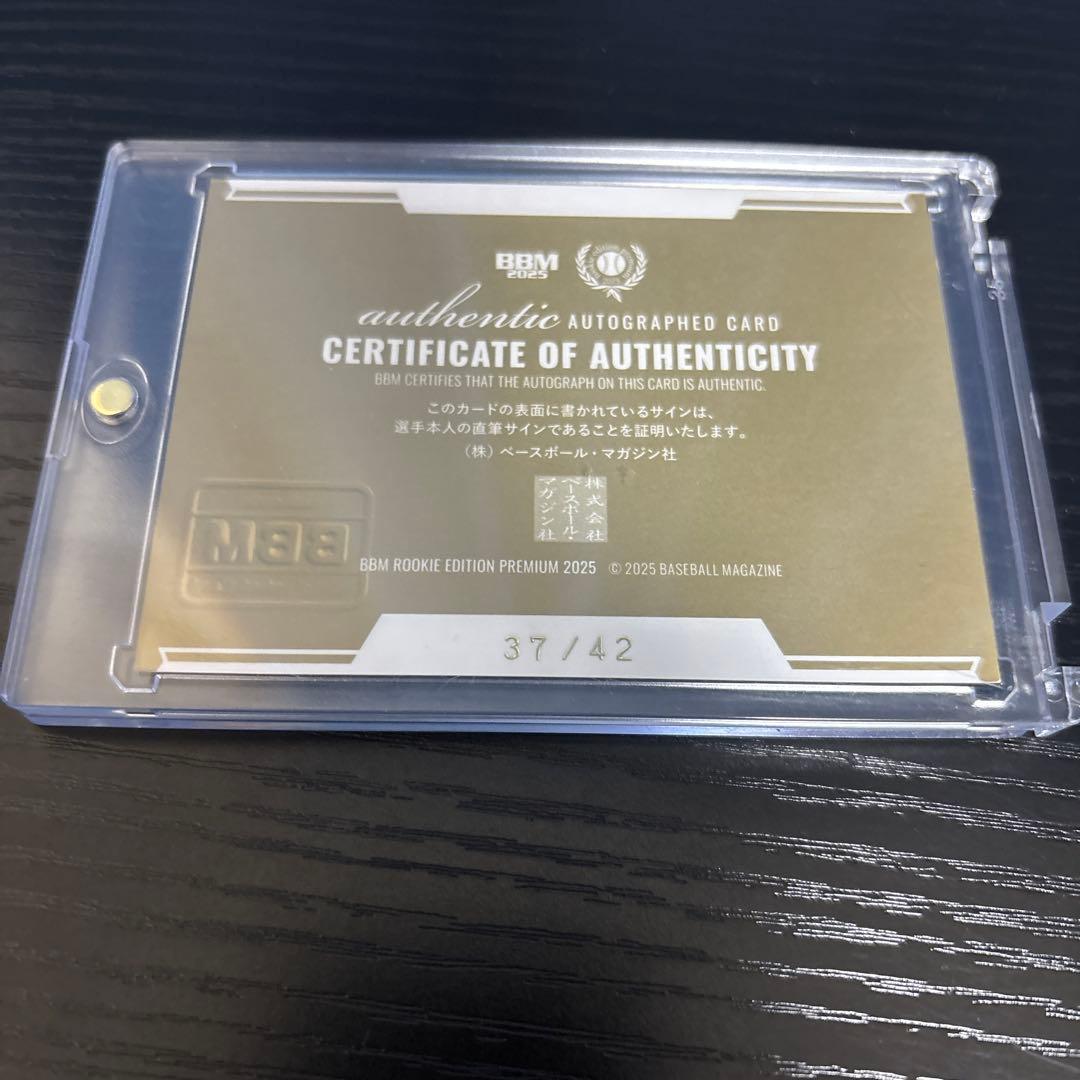 BBM
2025
authentic AUTOGRAPHED CARD
CERTIFICATE OF AUTHENTICITY
BBM CERTIFIES THAT THE AUTOGRAPH ON THIS CARD IS AUTHENTIC.
このカードの表面に書かれているサインは、
選手本人の直筆サインであることを証明いたします。
（株）ベースボール・マガジン社
株式会社
ベースボール・
マガジン社
BBM
BBM ROOKIE EDITION PREMIUM 2025 © 2025 BASEBALL MAGAZINE
37/42